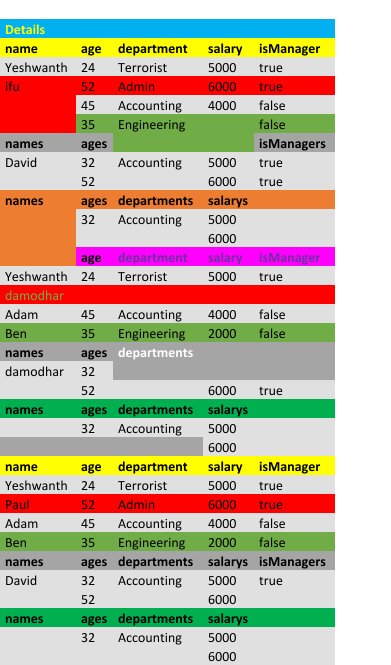 Details
name age department salary isManager
Yeshwanth 24 Terrorist 5000 true
ifu 52 Admin 6000 true
45 Accounting 4000 false
35 Engineering false
names ages isManagers
David 32 Accounting 5000 true
52 6000 true
names ages departments salarys
32 Accounting 5000
6000
age department salary isManager
Yeshwanth 24 Terrorist 5000 true
damodhar
Adam 45 Accounting 4000 false
Ben 35 Engineering 2000 false
names ages departments
damodhar 32
52 6000 true
names ages departments salarys
32 Accounting 5000
6000
name age department salary isManager
Yeshwanth 24 Terrorist 5000 true
Paul 52 Admin 6000 true
Adam 45 Accounting 4000 false
Ben 35 Engineering 2000 false
names ages departments salarys isManagers
David 32 Accounting 5000 true
52 6000
names ages departments salarys
32 Accounting 5000
6000